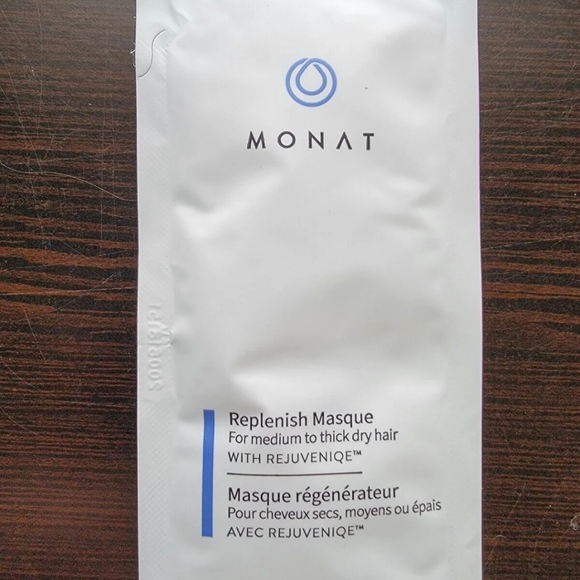 MONAT
Replenish Masque
For medium to thick dry hair
WITH REJUVENIQE™
Masque régénérateur
Pour cheveux secs, moyens ou épais
AVEC REJUVENIQE™